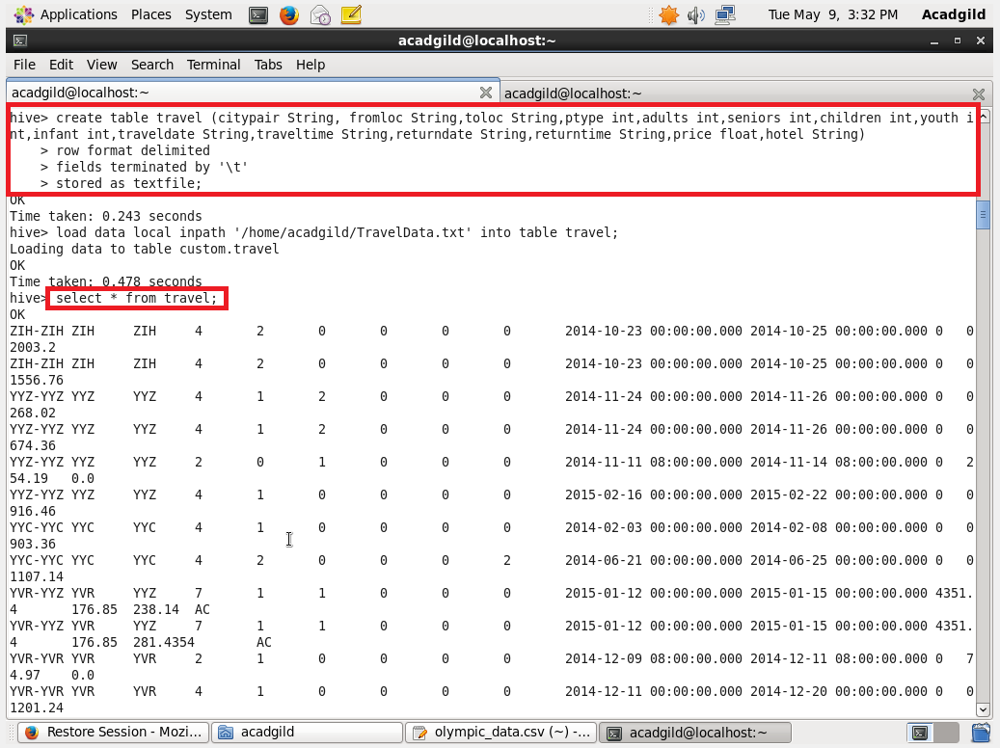 Applications Places System Tue May 9, 3:32 PM Acadgild
acadgild@localhost:~
File Edit View Search Terminal Tabs Help
acadgild@localhost:~ acadgild@localhost:~
hive> create table travel (citypair String, fromloc String,toloc String,ptype int,adults int,seniors int,children int,youth i
nt,infant int,traveldate String,traveltime String,returndate String,returntime String,price float,hotel String)
> row format delimited
> fields terminated by '\t'
> stored as textfile;
OK
Time taken: 0.243 seconds
hive> load data local inpath '/home/acadgild/TravelData.txt' into table travel;
Loading data to table custom.travel
OK
Time taken: 0.478 seconds
hive> select * from travel;
OK
ZIH-ZIH ZIH ZIH 4 2 0 0 0 0 2014-10-23 00:00:00.000 2014-10-25 00:00:00.000 0 0
2003.2
ZIH-ZIH ZIH ZIH 4 2 0 0 0 0 2014-10-23 00:00:00.000 2014-10-25 00:00:00.000 0 0
1556.76
YYZ-YYZ YYZ YYZ 4 1 2 0 0 0 2014-11-24 00:00:00.000 2014-11-26 00:00:00.000 0 0
268.02
YYZ-YYZ YYZ YYZ 4 1 2 0 0 0 2014-11-24 00:00:00.000 2014-11-26 00:00:00.000 0 0
674.36
YYZ-YYZ YYZ YYZ 2 0 1 0 0 0 2014-11-11 08:00:00.000 2014-11-14 08:00:00.000 0 2
54.19 0.0
YYZ-YYZ YYZ YYZ 4 1 0 0 0 0 2015-02-16 00:00:00.000 2015-02-22 00:00:00.000 0 0
916.46
YYC-YYC YYC YYC 4 1 0 0 0 0 2014-02-03 00:00:00.000 2014-02-08 00:00:00.000 0 0
903.36
YYC-YYC YYC YYC 4 2 0 0 0 2 2014-06-21 00:00:00.000 2014-06-25 00:00:00.000 0 0
1107.14
YVR-YYZ YVR YYZ 7 1 1 0 0 0 2015-01-12 00:00:00.000 2015-01-15 00:00:00.000 4351.
4 176.85 238.14 AC
YVR-YYZ YVR YYZ 7 1 1 0 0 0 2015-01-12 00:00:00.000 2015-01-15 00:00:00.000 4351.
4 176.85 281.4354 AC
YVR-YVR YVR YVR 2 1 0 0 0 0 2014-12-09 08:00:00.000 2014-12-11 08:00:00.000 0 7
4.97 0.0
YVR-YVR YVR YVR 4 1 0 0 0 0 2014-12-11 00:00:00.000 2014-12-20 00:00:00.000 0 0
1201.24
Restore Session - Mozi... acadgild olympic_data.csv (~) -... acadgild@localhost:~